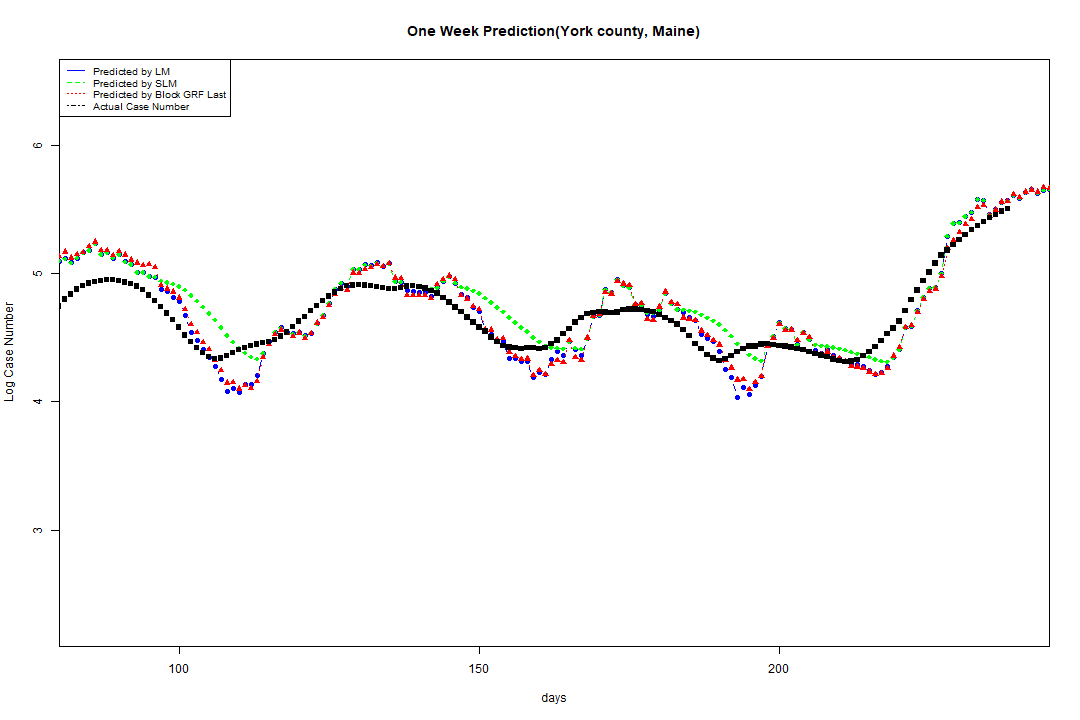 One Week Prediction(York county, Maine)
Predicted by LM
Predicted by SLM
Predicted by Block GRF Last
Actual Case Number
6
5
4
3
Log Case Number
100 150 200
days